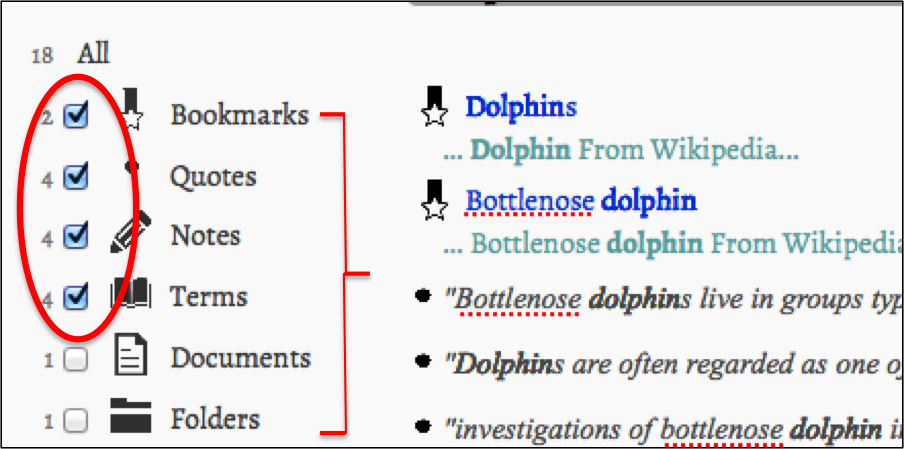 18 All
2 Bookmarks
4 Quotes
4 Notes
4 Terms
1 Documents
1 Folders
Dolphins
... Dolphin From Wikipedia...
Bottlenose dolphin
... Bottlenose dolphin From Wikipedia
"Bottlenose dolphins live in groups typ
"Dolphins are often regarded as one
"investigations of bottlenose dolphin